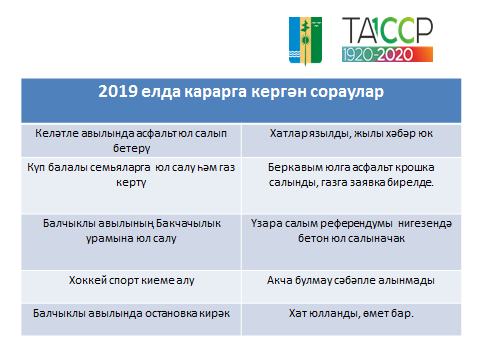 ТАССР
1920-2020
2019 елда карарга кергән сораулар
Келәтле авылында асфальт юл салып
бетерү
Хатлар язылды, җылы хәбәр юк
Күп балалы семьяларга юл салу һәм газ
кертү
Беркавым юлга асфальт крошка
салынды, газга заявка бирелде.
Балчыклы авылының Бакчачылык
урамына юл салу
Үзара салым референдумы нигезендә
бетон юл салыначак
Хоккей спорт киеме алу
Акча булмау сәбәпле алынмады
Балчыклы авылында остановка кирәк
Хат юлланды, өмет бар.